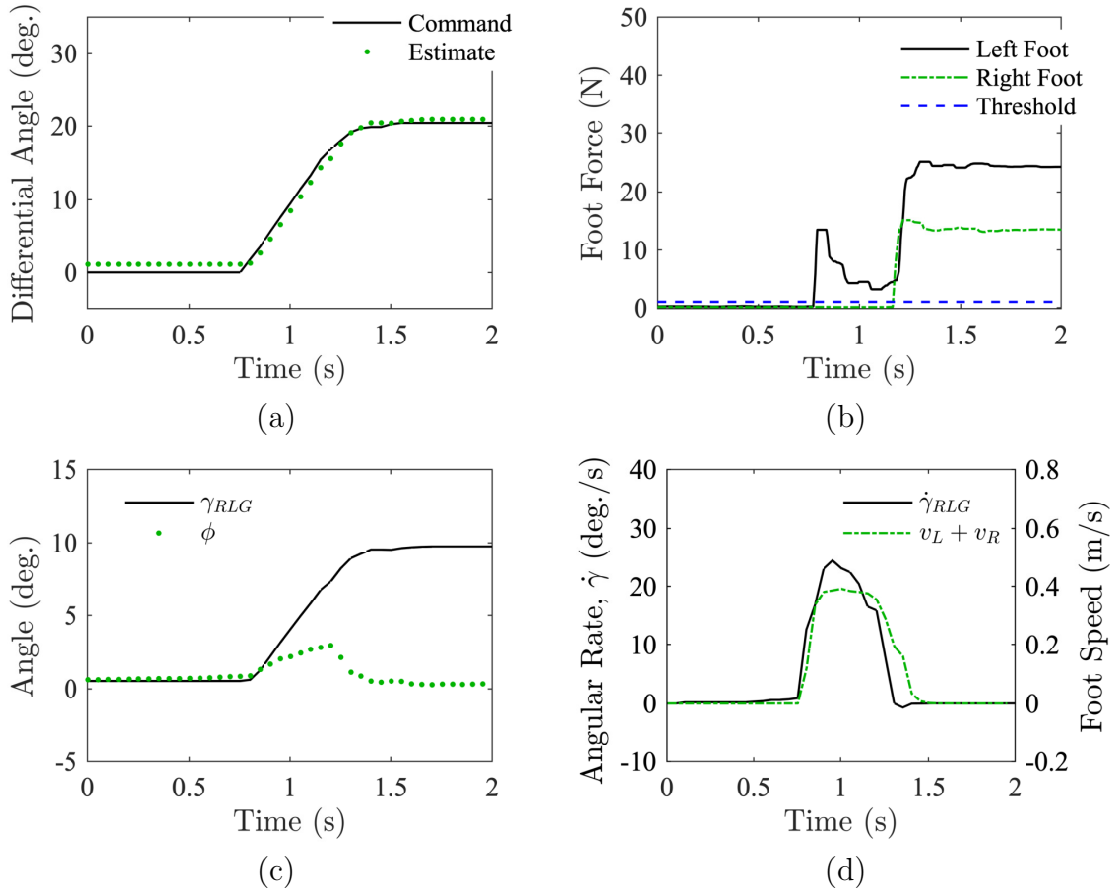 Differential Angle (deg.)
30
20
10
0
0
0.5
1
1.5
2
Command
Estimate
Time (s)
(a)
Foot Force (N)
50
40
30
20
10
0
0
0.5
1
1.5
2
Left Foot
Right Foot
Threshold
Time (s)
(b)
Angle (deg.)
15
10
5
0
-5
0
0.5
1
1.5
2
γ_{RLG}
ϕ
Time (s)
(c)
Angular Rate, γ̇ (deg./s)
40
30
20
10
0
-10
0
0.5
1
1.5
2
γ̇_{RLG}
v_L + v_R
0.8
0.6
0.4
0.2
0
-0.2
Foot Speed (m/s)
Time (s)
(d)